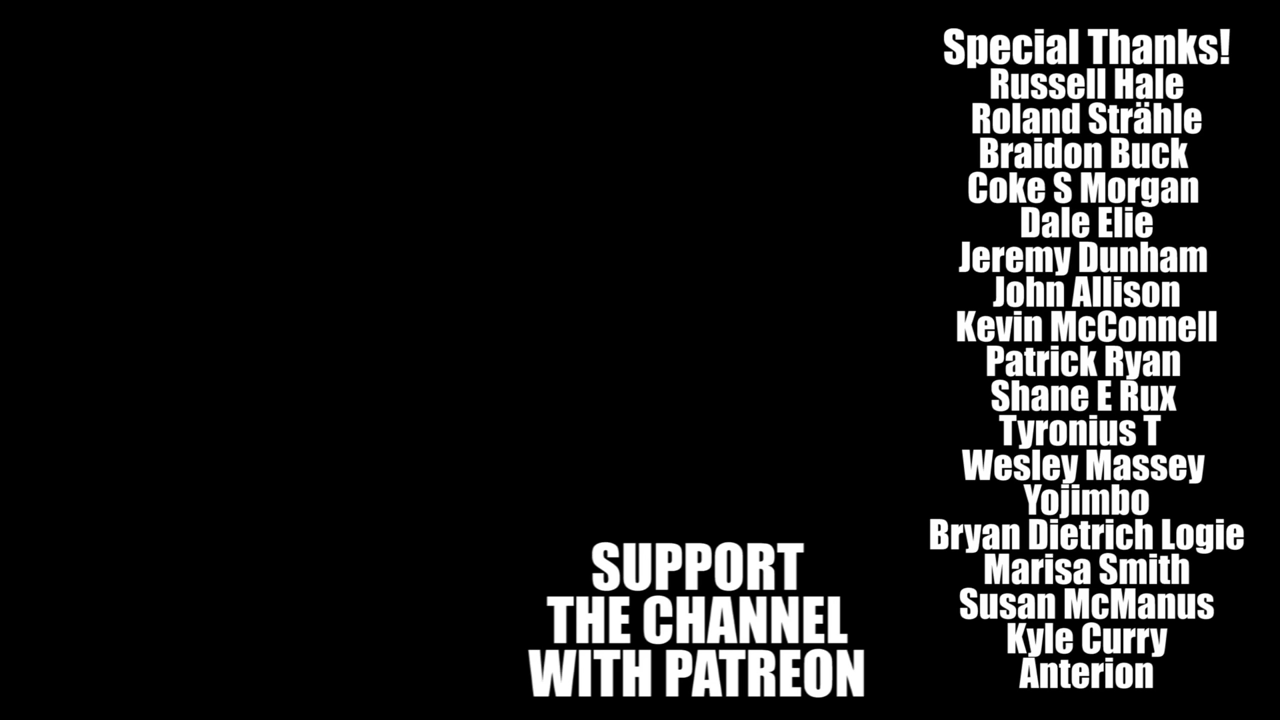 Special Thanks!
Russell Hale
Roland Strähle
Braidon Buck
Coke S Morgan
Dale Elie
Jeremy Dunham
John Allison
Kevin McConnell
Patrick Ryan
Shane E Rux
Tyronius T
Wesley Massey
Yojimbo
Bryan Dietrich Logie
Marisa Smith
Susan McManus
Kyle Curry
Anterion
SUPPORT
THE CHANNEL
WITH PATREON